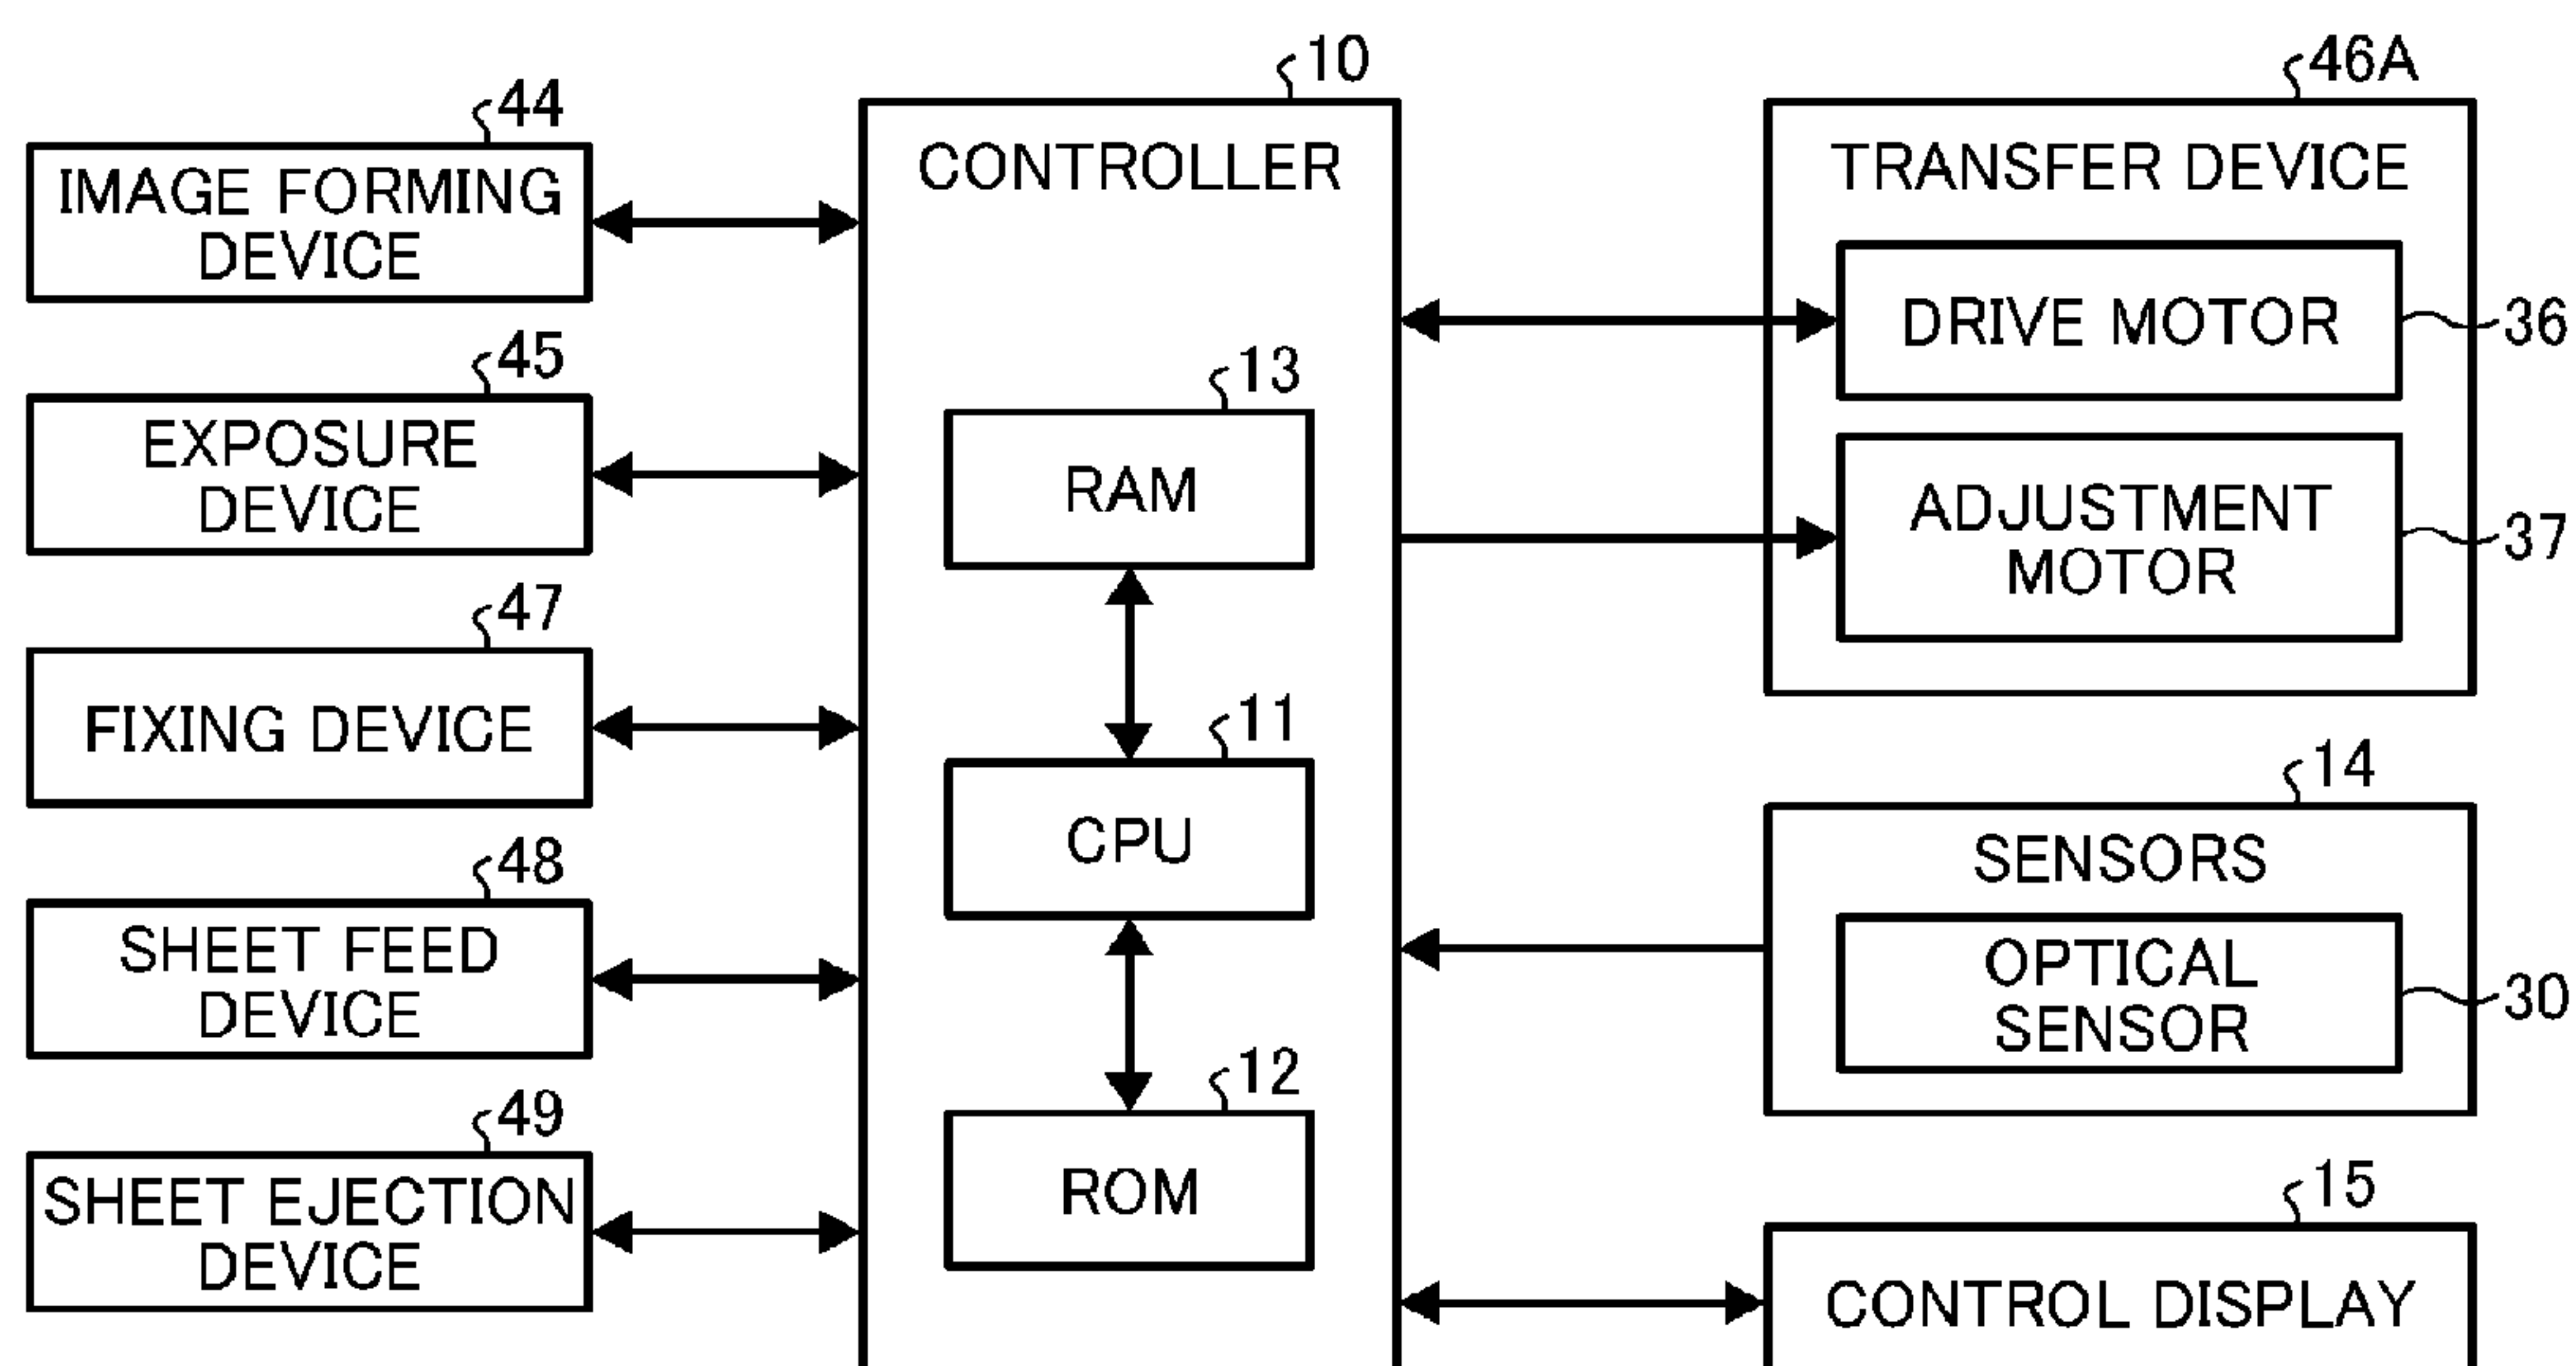 44
IMAGE FORMING
DEVICE
45
EXPOSURE
DEVICE
47
FIXING DEVICE
48
SHEET FEED
DEVICE
49
SHEET EJECTION
DEVICE
10
CONTROLLER
13
RAM
11
CPU
12
ROM
46A
TRANSFER DEVICE
DRIVE MOTOR
36
ADJUSTMENT
MOTOR
37
14
SENSORS
OPTICAL
SENSOR
30
15
CONTROL DISPLAY